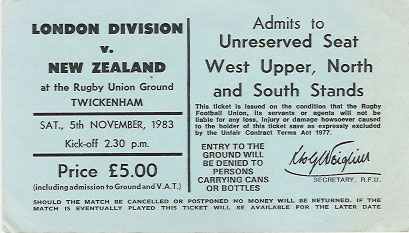 LONDON DIVISION
v.
NEW ZEALAND
at the Rugby Union Ground
TWICKENHAM
SAT., 5th NOVEMBER, 1983
Kick-off 2.30 p.m.
Price £5.00
(including admission to Ground and V.A.T.)
Admits to
Unreserved Seat
West Upper, North
and South Stands
This ticket is issued on the condition that the Rugby
Football Union, its servants or agents will not be
liable for any loss, injury or damage howsoever caused
to the holder of this ticket save as expressly excluded
by the Unfair Contract Terms Act 1977.
ENTRY TO THE
GROUND WILL
BE DENIED TO
PERSONS
CARRYING CANS
OR BOTTLES
SECRETARY, R.F.U.
SHOULD THE MATCH BE CANCELLED OR POSTPONED NO MONEY WILL BE RETURNED. IF THE
MATCH IS EVENTUALLY PLAYED THIS TICKET WILL BE AVAILABLE FOR THE LATER DATE